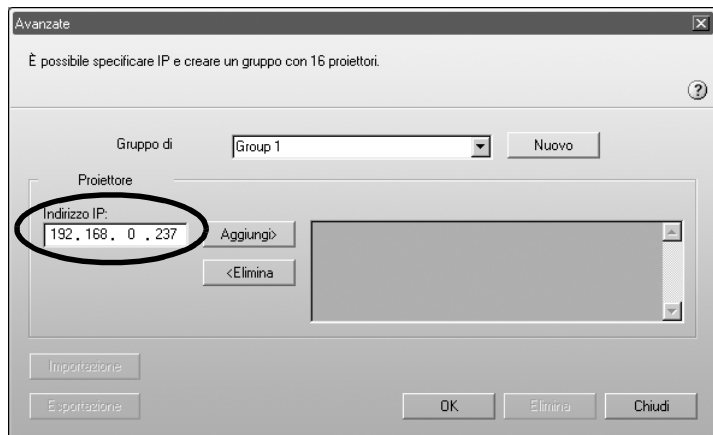 Avanzate
È possibile specificare IP e creare un gruppo con 16 proiettori.
Gruppo di Group 1 Nuovo
Proiettore
Indirizzo IP:
192 . 168 . 0 . 237 Aggiungi>
<Elimina
Importazione
Esportazione OK Elimina Chiudi